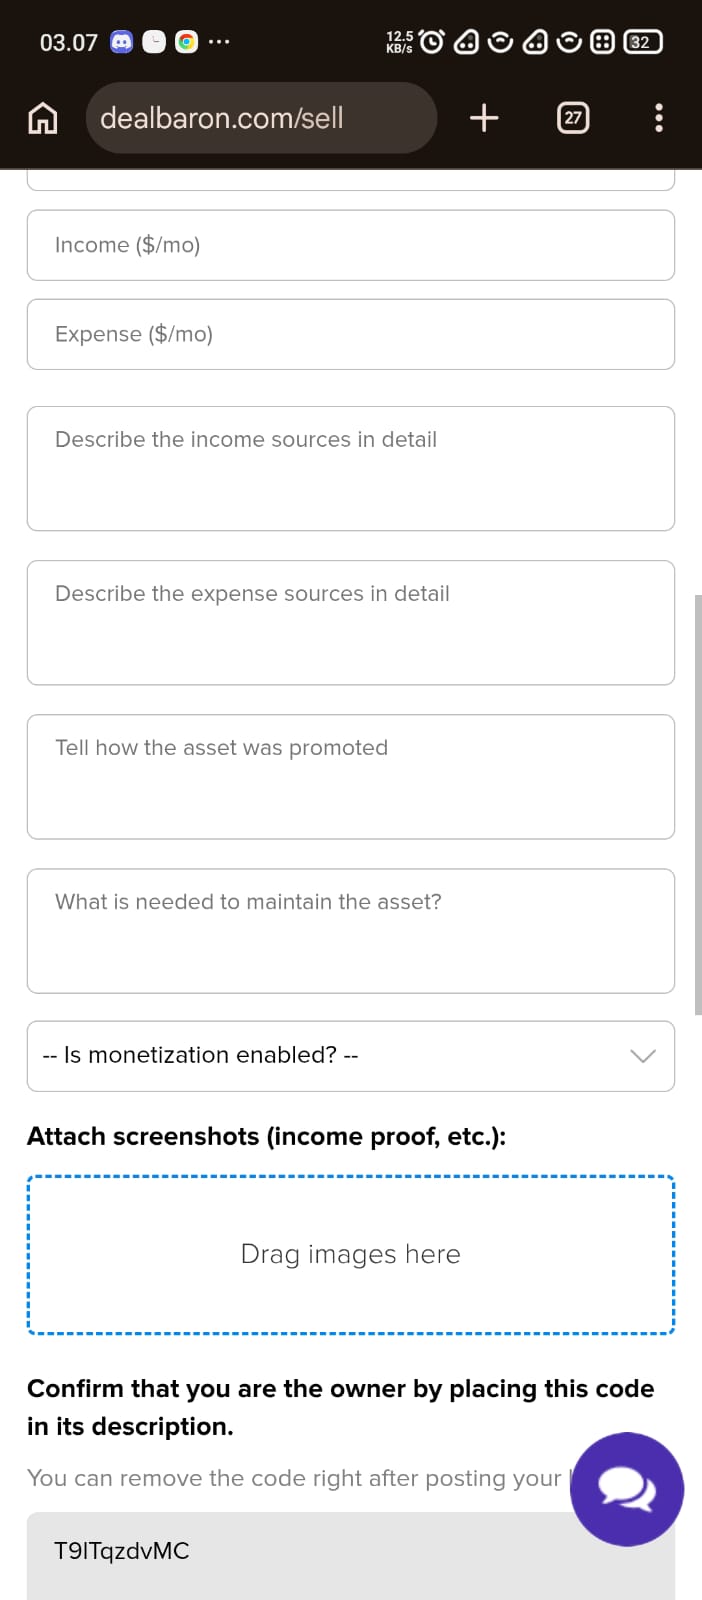 03.07
12.5
KB/s
32
dealbaron.com/sell
27
Income ($/mo)
Expense ($/mo)
Describe the income sources in detail
Describe the expense sources in detail
Tell how the asset was promoted
What is needed to maintain the asset?
-- Is monetization enabled? --
Attach screenshots (income proof, etc.):
Drag images here
Confirm that you are the owner by placing this code
in its description.
You can remove the code right after posting your
T9ITqzdvMC